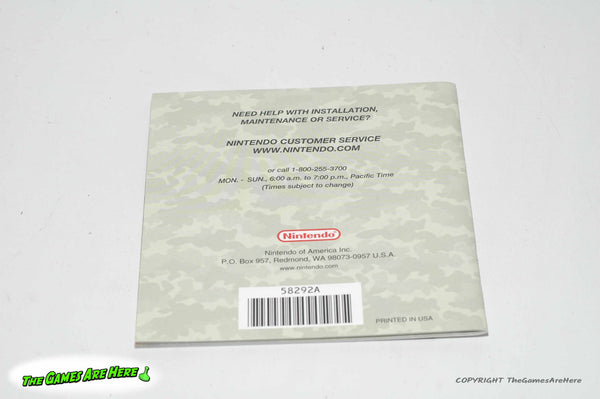 NEED HELP WITH INSTALLATION,
MAINTENANCE OR SERVICE?
NINTENDO CUSTOMER SERVICE
WWW.NINTENDO.COM
or call 1-800-255-3700
MON. - SUN., 6:00 a.m. to 7:00 p.m., Pacific Time
(Times subject to change)
Nintendo
Nintendo of America Inc.
P.O. Box 957, Redmond, WA 98073-0957 U.S.A.
www.nintendo.com
58292A
PRINTED IN USA
THE GAMES ARE HERE
COPYRIGHT TheGamesAreHere